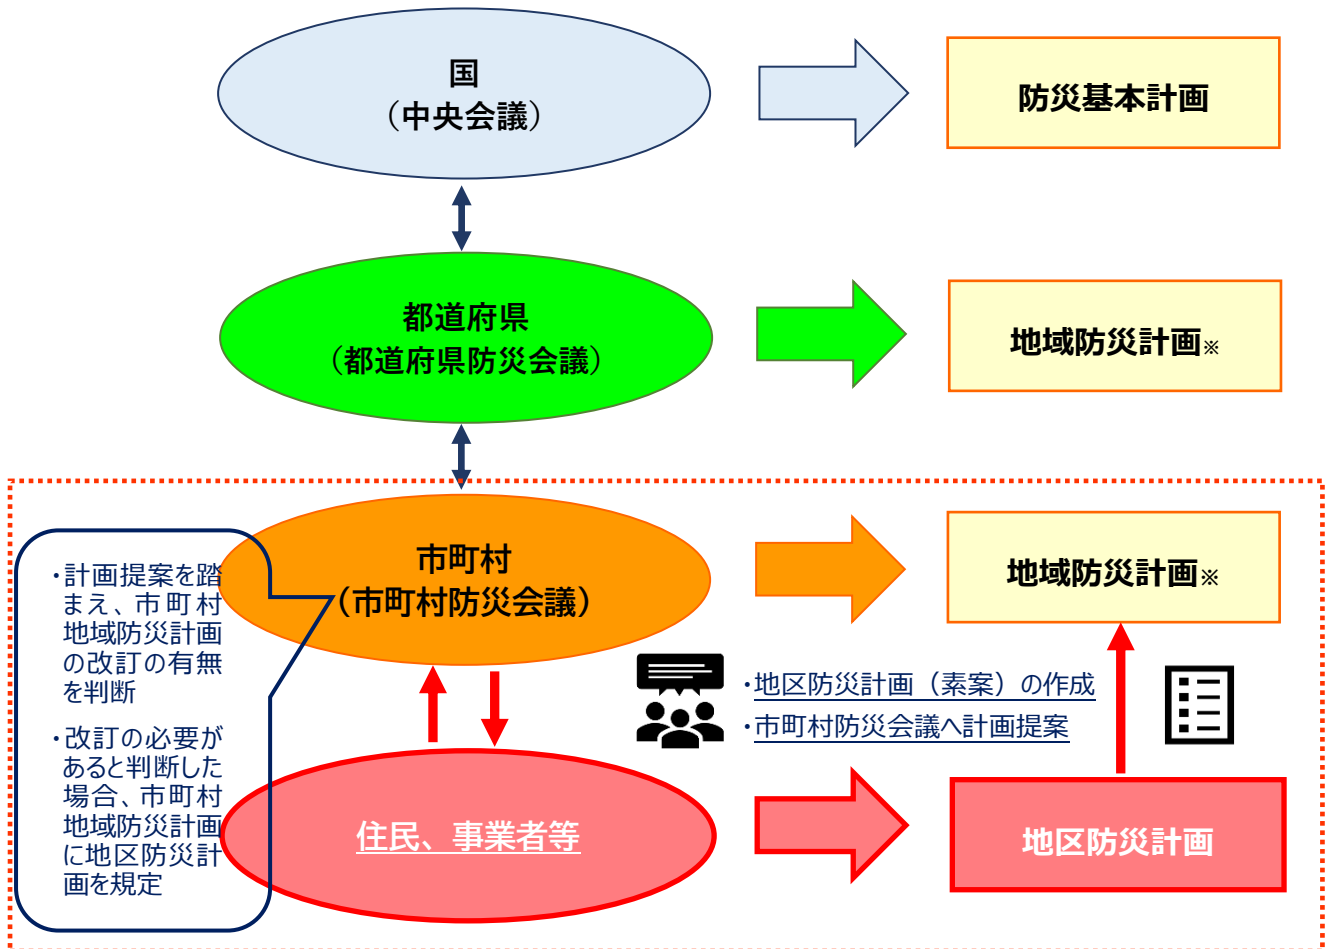 国
（中央会議）
防災基本計画
都道府県
（都道府県防災会議）
地域防災計画※
市町村
（市町村防災会議）
地域防災計画※
・計画提案を踏
まえ、市町村
地域防災計画
の改訂の有無
を判断
・改訂の必要が
あると判断した
場合、市町村
地域防災計画
に地区防災計
画を規定
・地区防災計画（素案）の作成
・市町村防災会議へ計画提案
住民、事業者等
地区防災計画